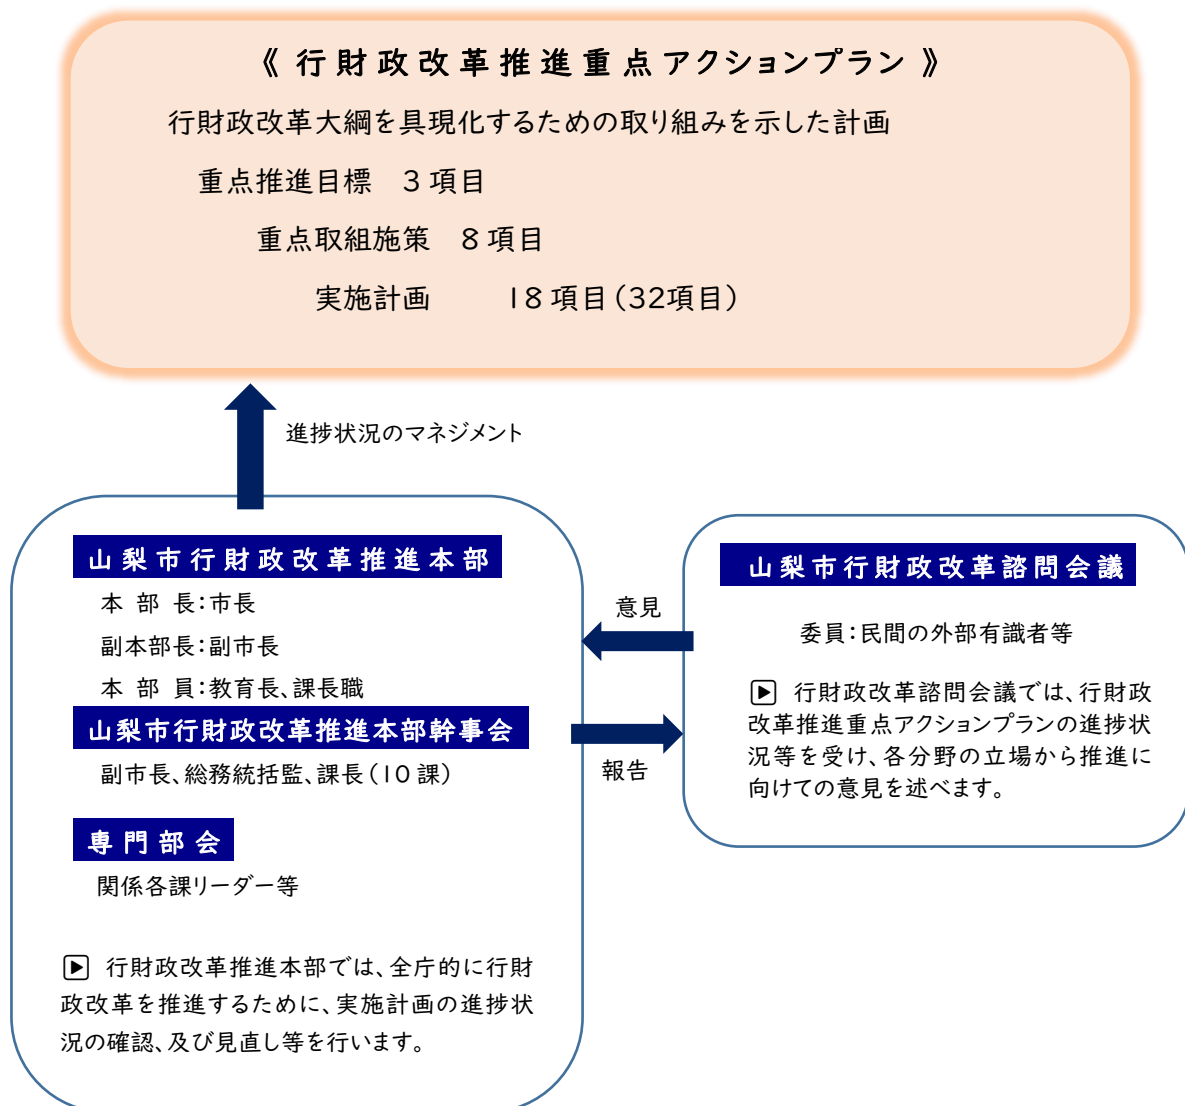 《 行財政改革推進重点アクションプラン 》
行財政改革大綱を具現化するための取り組みを示した計画
重点推進目標　３項目
重点取組施策　８項目
実施計画　　18項目（32項目）
進捗状況のマネジメント
山梨市行財政改革推進本部
本 部 長：市長
副本部長：副市長
本 部 員：教育長、課長職
山梨市行財政改革推進本部幹事会
副市長、総務統括監、課長（10課）
専門部会
関係各課リーダー等
▶ 行財政改革推進本部では、全庁的に行財
政改革を推進するために、実施計画の進捗状
況の確認、及び見直し等を行います。
意見
報告
山梨市行財政改革諮問会議
委員：民間の外部有識者等
▶ 行財政改革諮問会議では、行財政
改革推進重点アクションプランの進捗状
況等を受け、各分野の立場から推進に
向けての意見を述べます。